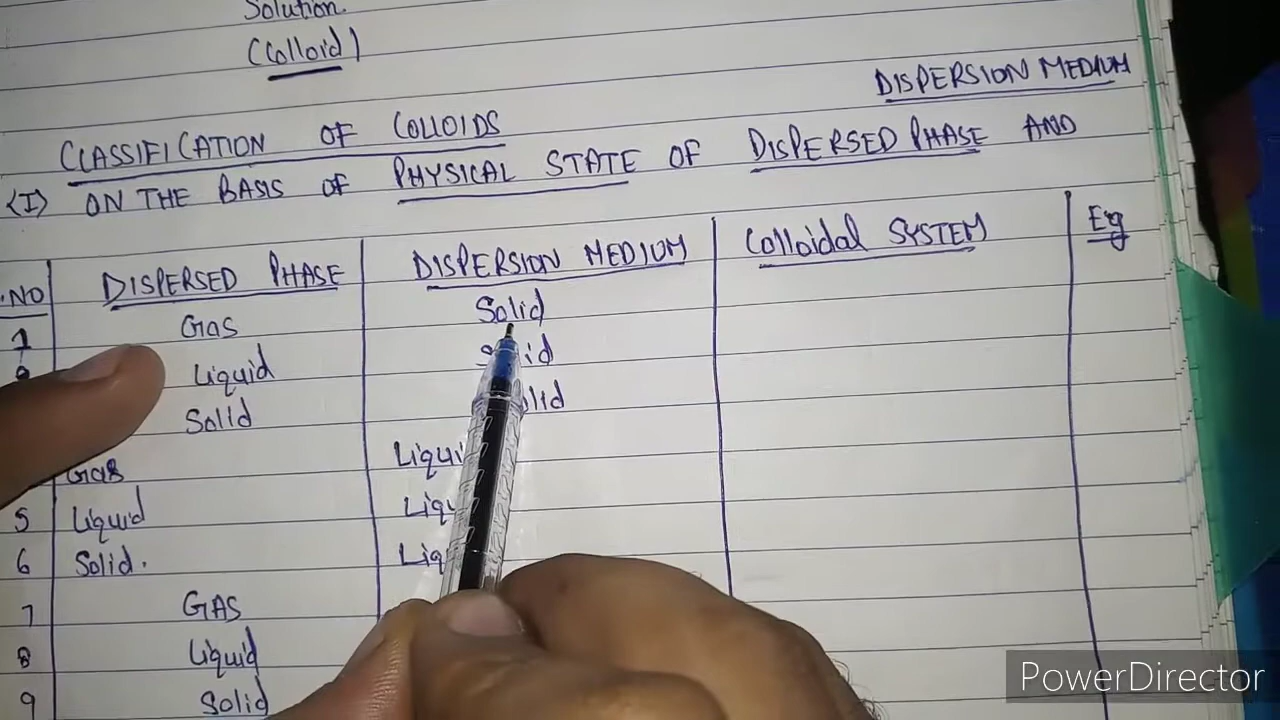 Solution.
(Colloid)
DISPERSION MEDIUM
CLASSIFICATION OF COLLOIDS
(I) ON THE BASIS OF PHYSICAL STATE OF DISPERSED PHASE AND
.NO DISPERSED PHASE DISPERSION MEDIUM Colloidal SYSTEM Eg
1 Gas Solid
Liquid
Solid
Gas
5 Liquid
6 Solid.
7 GAS
8 Liquid
9 Solid
PowerDirector